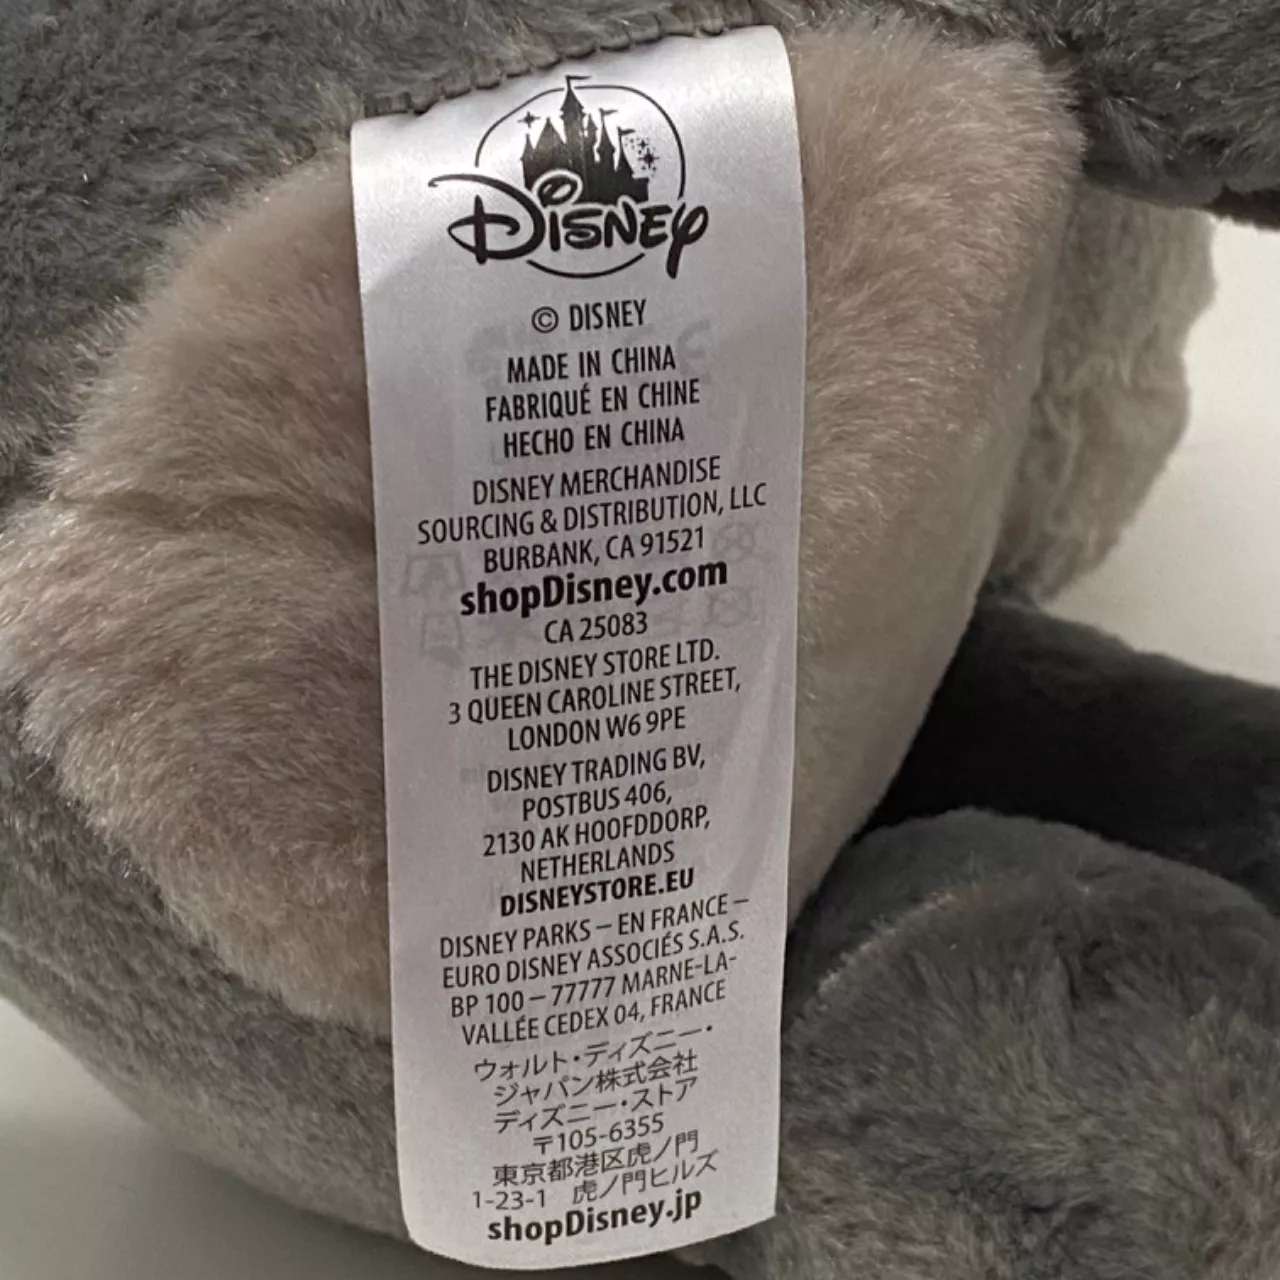 Disney
© DISNEY
MADE IN CHINA
FABRIQUÉ EN CHINE
HECHO EN CHINA
DISNEY MERCHANDISE
SOURCING & DISTRIBUTION, LLC
BURBANK, CA 91521
shopDisney.com
CA 25083
THE DISNEY STORE LTD.
3 QUEEN CAROLINE STREET,
LONDON W6 9PE
DISNEY TRADING BV,
POSTBUS 406,
2130 AK HOOFDDORP,
NETHERLANDS
DISNEYSTORE.EU
DISNEY PARKS – EN FRANCE –
EURO DISNEY ASSOCIÉS S.A.S.
BP 100 – 77777 MARNE-LA-
VALLÉE CEDEX 04, FRANCE
ウォルト・ディズニー・
ジャパン株式会社
ディズニー・ストア
〒105-6355
東京都港区虎ノ門
1-23-1 虎ノ門ヒルズ
shopDisney.jp